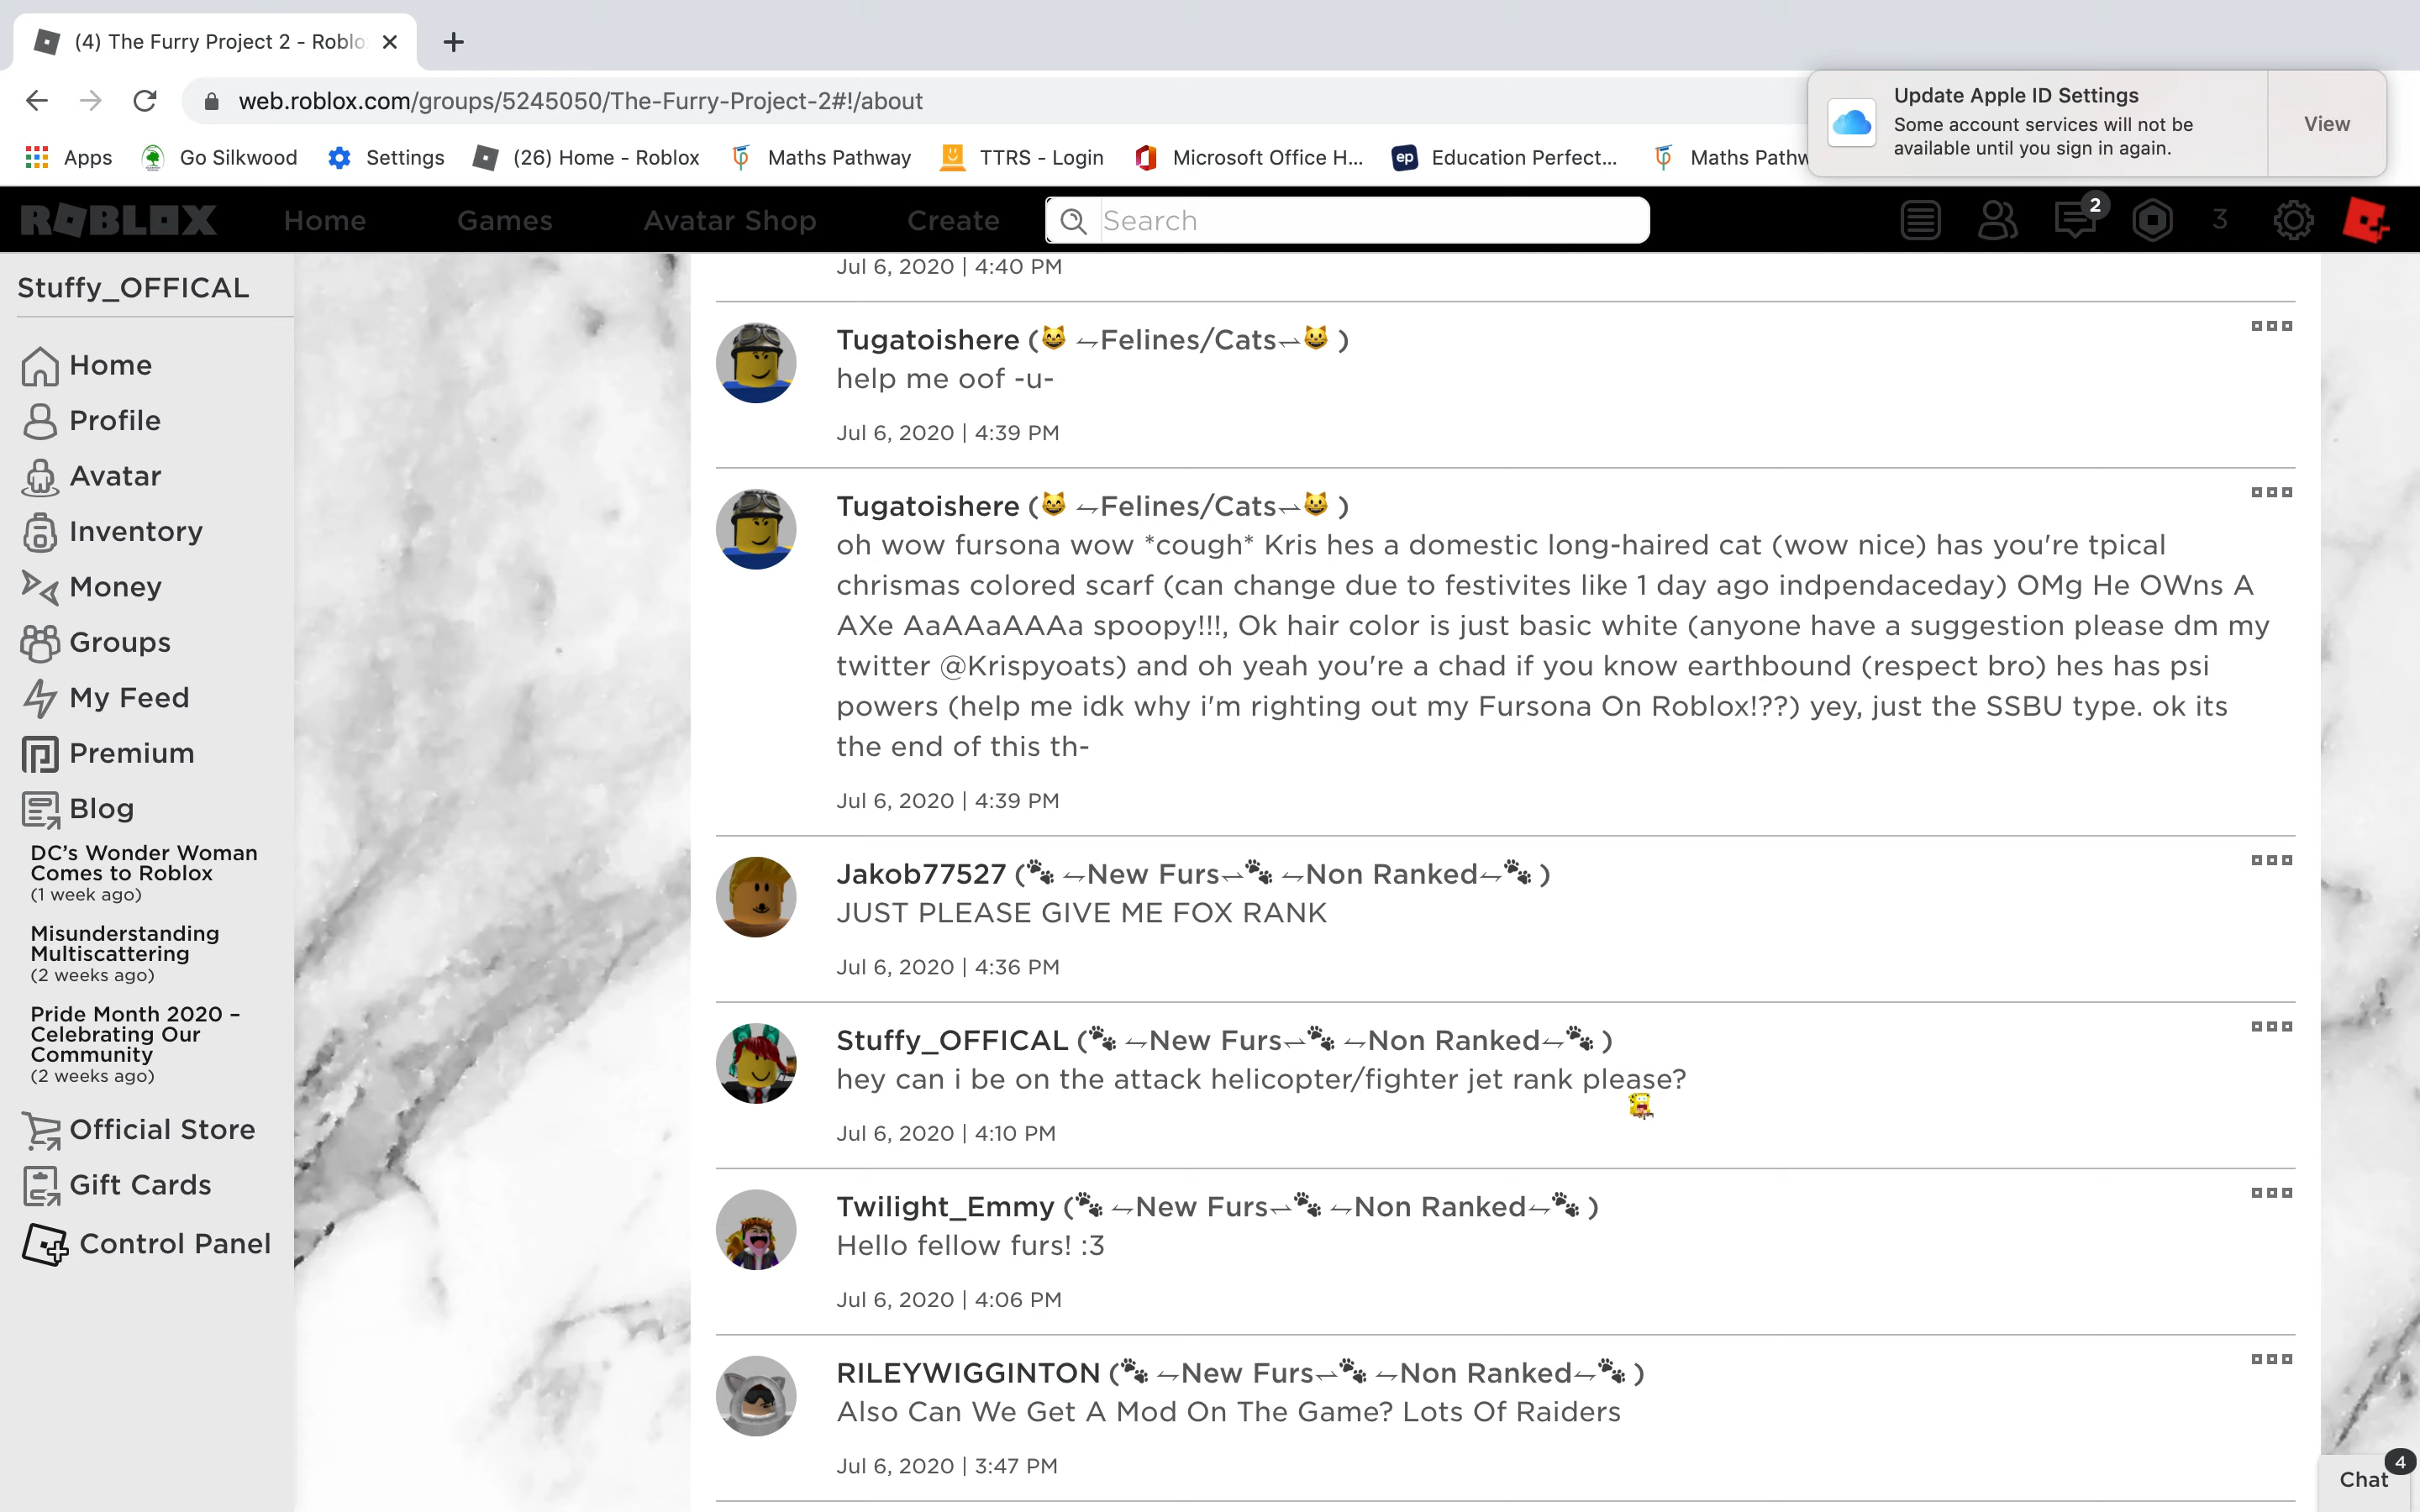 (4) The Furry Project 2 - Roblo
web.roblox.com/groups/5245050/The-Furry-Project-2#!/about
Update Apple ID Settings
Some account services will not be
available until you sign in again.
View
Apps
Go Silkwood
Settings
(26) Home - Roblox
Maths Pathway
TTRS - Login
Microsoft Office H...
ep
Education Perfect...
Maths Pathw
ROBLOX
Home
Games
Avatar Shop
Create
Search
2
3
Stuffy_OFFICAL
Home
Profile
Avatar
Inventory
Money
Groups
My Feed
Premium
Blog
DC’s Wonder Woman
Comes to Roblox
(1 week ago)
Misunderstanding
Multiscattering
(2 weeks ago)
Pride Month 2020 –
Celebrating Our
Community
(2 weeks ago)
Official Store
Gift Cards
Control Panel
Jul 6, 2020 | 4:40 PM
Tugatoishere (😺 ⥊Felines/Cats⇁😺 )
help me oof -u-
Jul 6, 2020 | 4:39 PM
Tugatoishere (😺 ⥊Felines/Cats⇁😺 )
oh wow fursona wow *cough* Kris hes a domestic long-haired cat (wow nice) has you're tpical
chrismas colored scarf (can change due to festivites like 1 day ago indpendaceday) OMg He OWns A
AXe AaAAaAAAa spoopy!!!, Ok hair color is just basic white (anyone have a suggestion please dm my
twitter @Krispyoats) and oh yeah you're a chad if you know earthbound (respect bro) hes has psi
powers (help me idk why i'm righting out my Fursona On Roblox!??) yey, just the SSBU type. ok its
the end of this th-
Jul 6, 2020 | 4:39 PM
Jakob77527 (🐾 ⥊New Furs⇁🐾 ⥊Non Ranked⥊🐾 )
JUST PLEASE GIVE ME FOX RANK
Jul 6, 2020 | 4:36 PM
Stuffy_OFFICAL (🐾 ⥊New Furs⇁🐾 ⥊Non Ranked⥊🐾 )
hey can i be on the attack helicopter/fighter jet rank please?
Jul 6, 2020 | 4:10 PM
Twilight_Emmy (🐾 ⥊New Furs⇁🐾 ⥊Non Ranked⥊🐾 )
Hello fellow furs! :3
Jul 6, 2020 | 4:06 PM
RILEYWIGGINTON (🐾 ⥊New Furs⇁🐾 ⥊Non Ranked⥊🐾 )
Also Can We Get A Mod On The Game? Lots Of Raiders
Jul 6, 2020 | 3:47 PM
Chat
4